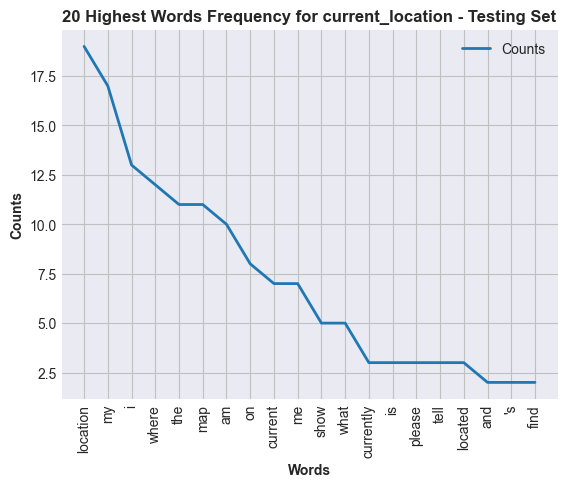 20 Highest Words Frequency for current_location - Testing Set
Counts
17.5
15.0
12.5
10.0
7.5
5.0
2.5
Counts
location
my
i
where
the
map
am
on
current
me
show
what
currently
is
please
tell
located
and
's
find
Words